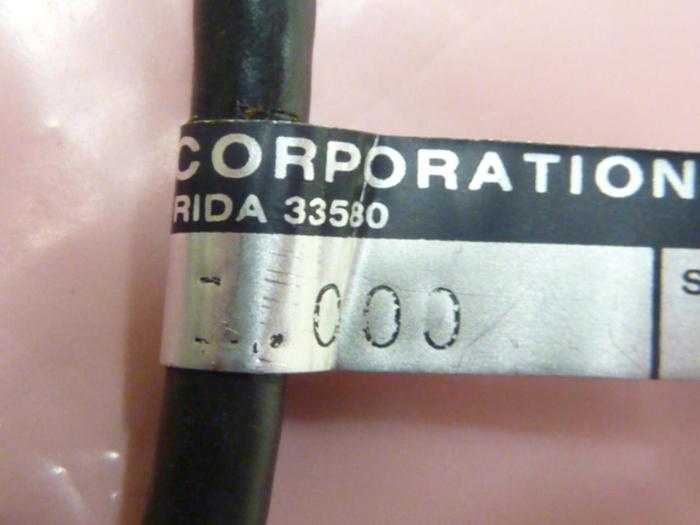 CORPORATION
RIDA 33580
.000
S